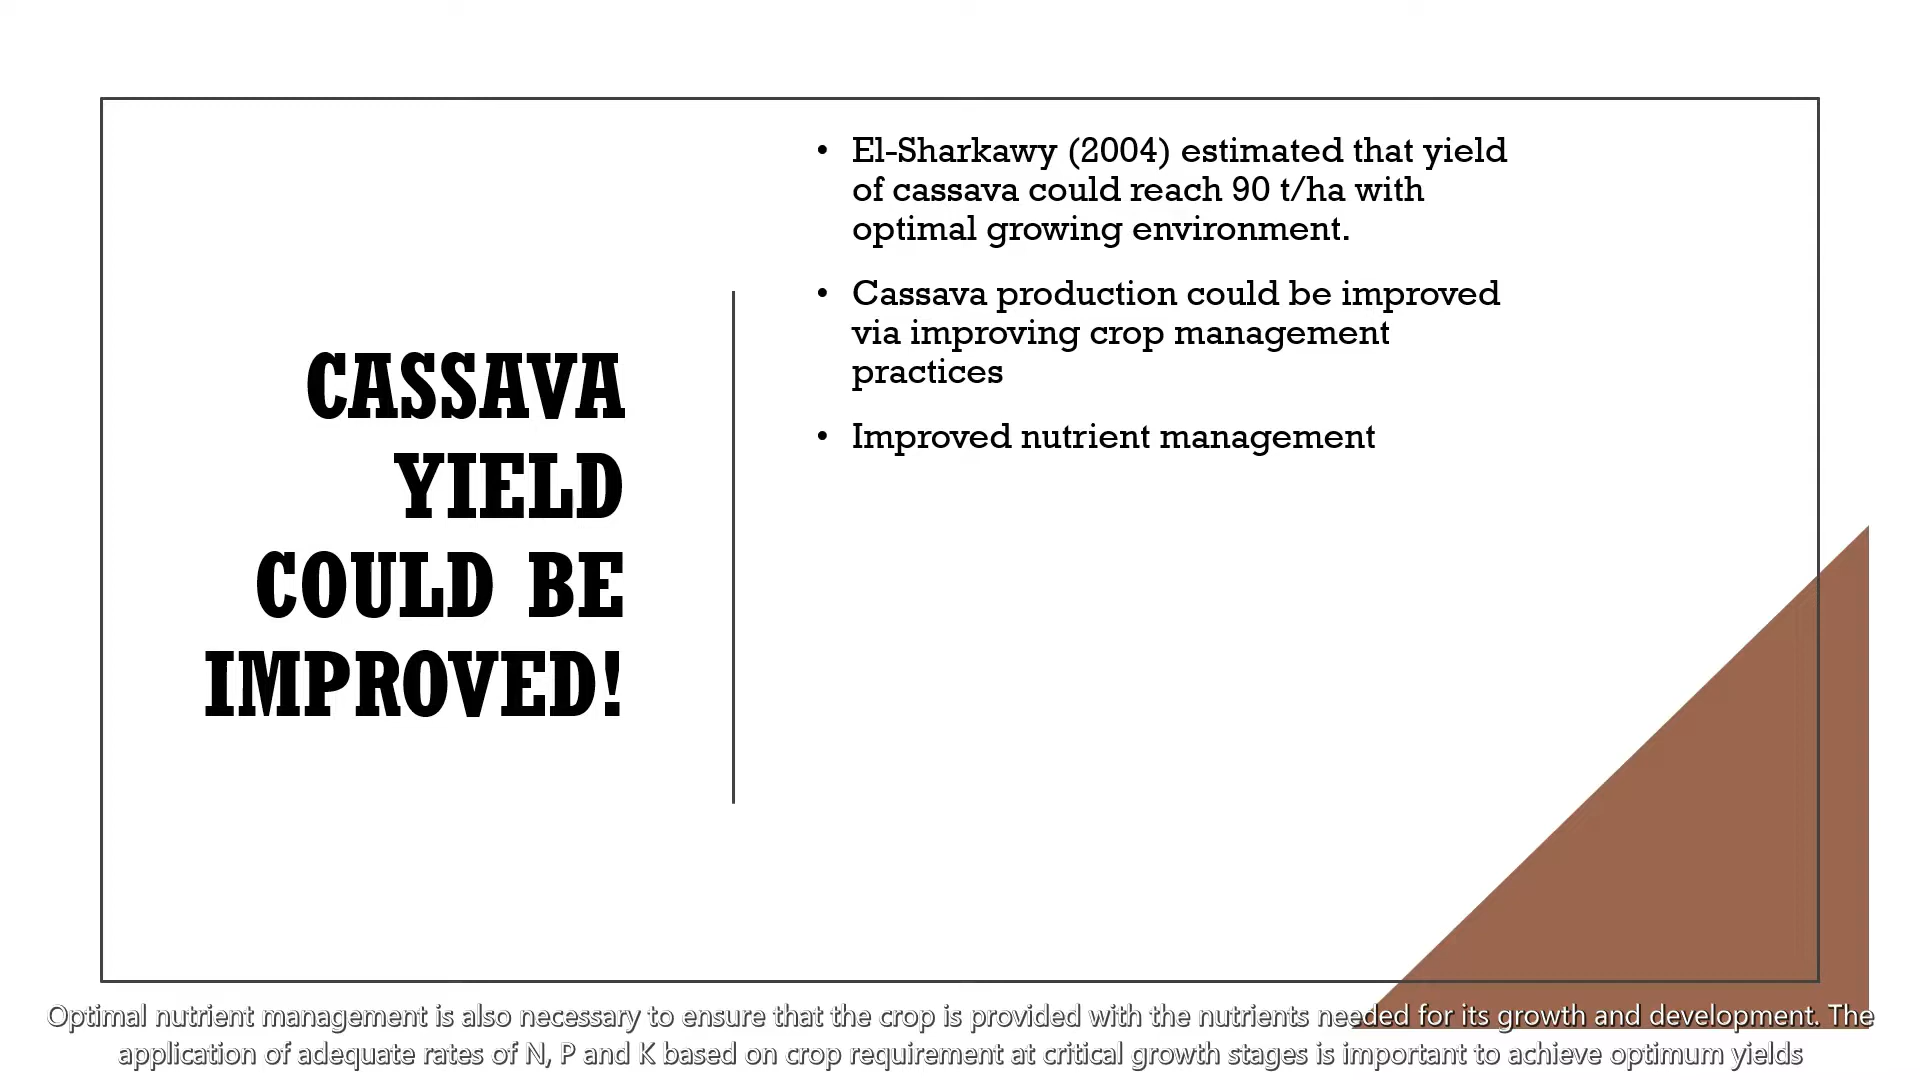 CASSAVA
YIELD
COULD BE
IMPROVED!
• El-Sharkawy (2004) estimated that yield
of cassava could reach 90 t/ha with
optimal growing environment.
• Cassava production could be improved
via improving crop management
practices
• Improved nutrient management
Optimal nutrient management is also necessary to ensure that the crop is provided with the nutrients needed for its growth and development. The
application of adequate rates of N, P and K based on crop requirement at critical growth stages is important to achieve optimum yields